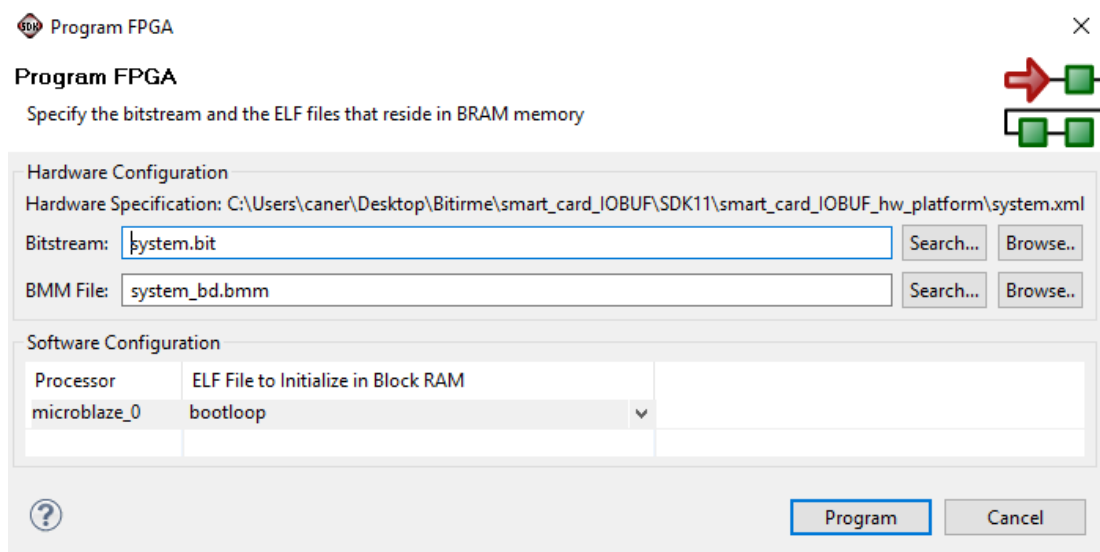 SDK Program FPGA
Program FPGA
Specify the bitstream and the ELF files that reside in BRAM memory
Hardware Configuration
Hardware Specification: C:\Users\caner\Desktop\Bitirme\smart_card_IOBUF\SDK11\smart_card_IOBUF_hw_platform\system.xml
Bitstream: system.bit Search... Browse..
BMM File: system_bd.bmm Search... Browse..
Software Configuration
Processor ELF File to Initialize in Block RAM
microblaze_0 bootloop
? Program Cancel